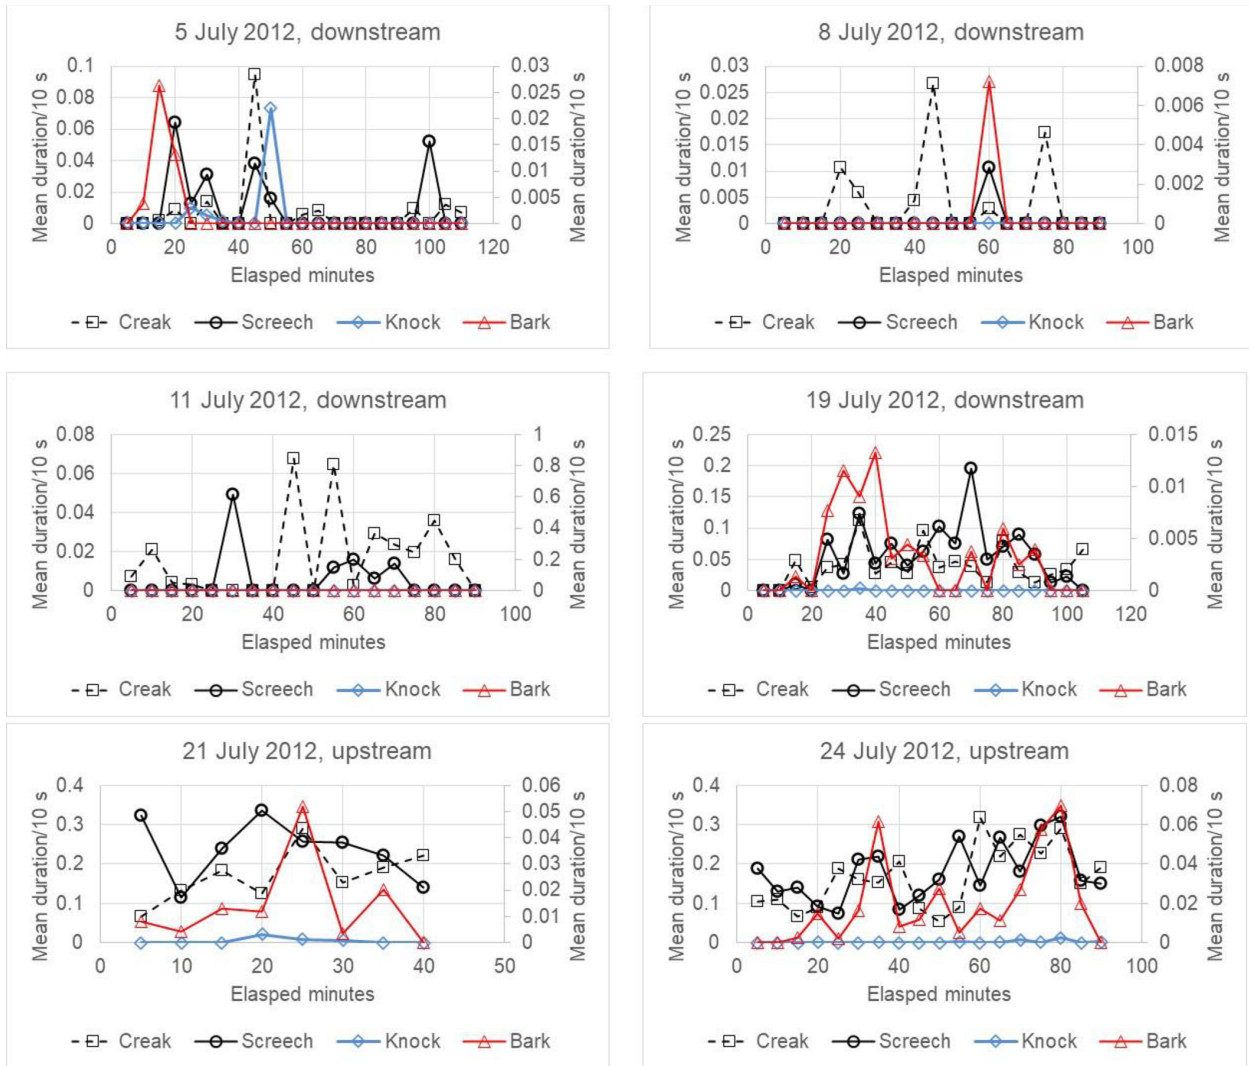 5 July 2012, downstream
Mean duration/10 s
0.1
0.08
0.06
0.04
0.02
0
0.03
0.025
0.02
0.015
0.01
0.005
0
Mean duration/10 s
0 20 40 60 80 100 120
Elasped minutes
Creak Screech Knock Bark
8 July 2012, downstream
Mean duration/10 s
0.03
0.025
0.02
0.015
0.01
0.005
0
0.008
0.006
0.004
0.002
0
Mean duration/10 s
0 20 40 60 80 100
Elasped minutes
Creak Screech Knock Bark
11 July 2012, downstream
Mean duration/10 s
0.08
0.06
0.04
0.02
0
1
0.8
0.6
0.4
0.2
0
Mean duration/10 s
0 20 40 60 80 100
Elasped minutes
Creak Screech Knock Bark
19 July 2012, downstream
Mean duration/10 s
0.25
0.2
0.15
0.1
0.05
0
0.015
0.01
0.005
0
Mean duration/10 s
0 20 40 60 80 100 120
Elasped minutes
Creak Screech Knock Bark
21 July 2012, upstream
Mean duration/10 s
0.4
0.3
0.2
0.1
0
0.06
0.05
0.04
0.03
0.02
0.01
0
Mean duration/10 s
0 10 20 30 40 50
Elasped minutes
Creak Screech Knock Bark
24 July 2012, upstream
Mean duration/10 s
0.4
0.3
0.2
0.1
0
0.08
0.06
0.04
0.02
0
Mean duration/10 s
0 20 40 60 80 100
Elasped minutes
Creak Screech Knock Bark